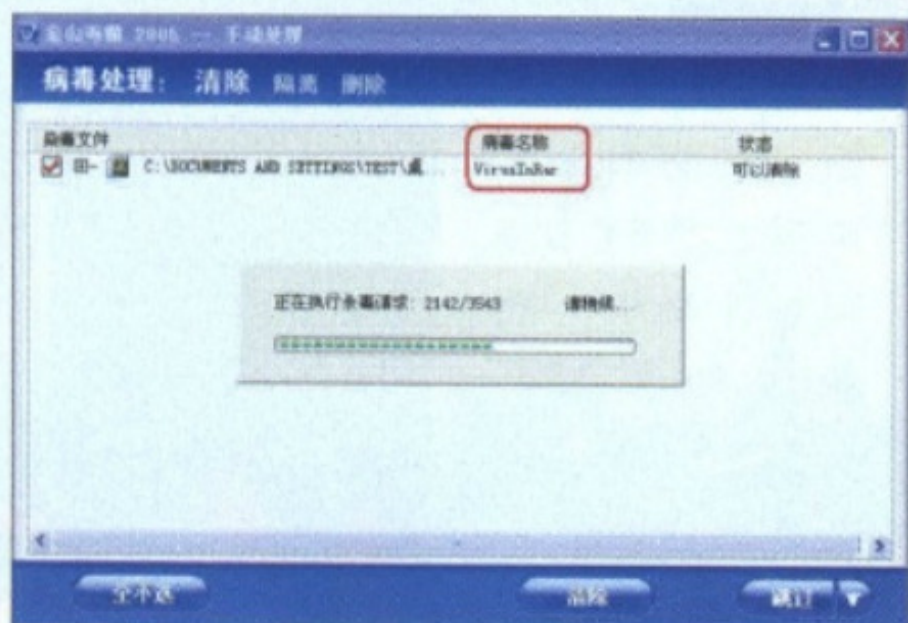 金山毒霸 2005 -- 手动处理
病毒处理: 清除 隔离 删除
染毒文件 病毒名称 状态
C:\DOCUMENTS AND SETTINGS\TEST\桌... VirusInRar 可以清除
正在执行杀毒请求: 2142/3543 请稍候...
全不选 清除 跳过